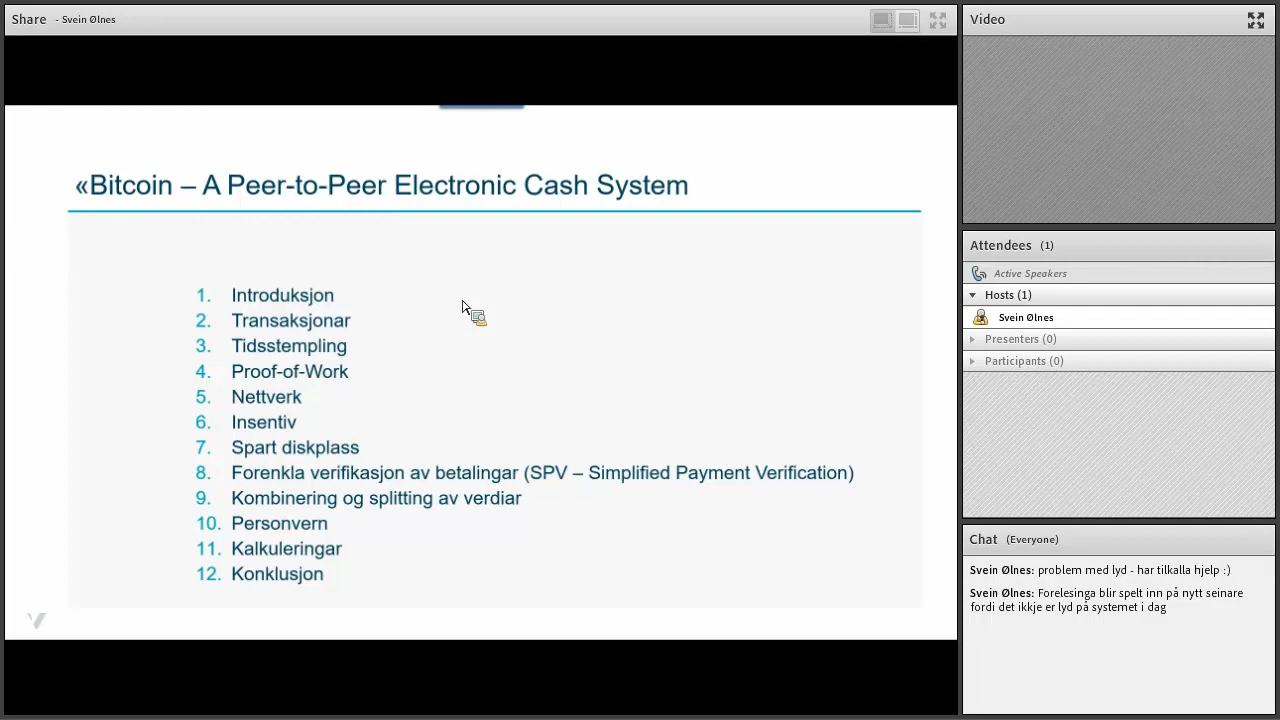 Share - Svein Ølnes
Video
«Bitcoin – A Peer-to-Peer Electronic Cash System
1. Introduksjon
2. Transaksjonar
3. Tidsstempling
4. Proof-of-Work
5. Nettverk
6. Insentiv
7. Spart diskplass
8. Forenkla verifikasjon av betalingar (SPV – Simplified Payment Verification)
9. Kombinering og splitting av verdiar
10. Personvern
11. Kalkuleringar
12. Konklusjon
Attendees (1)
Active Speakers
Hosts (1)
Svein Ølnes
Presenters (0)
Participants (0)
Chat (Everyone)
Svein Ølnes: problem med lyd - har tilkalla hjelp :)
Svein Ølnes: Forelesinga blir spelt inn på nytt seinare
fordi det ikkje er lyd på systemet i dag